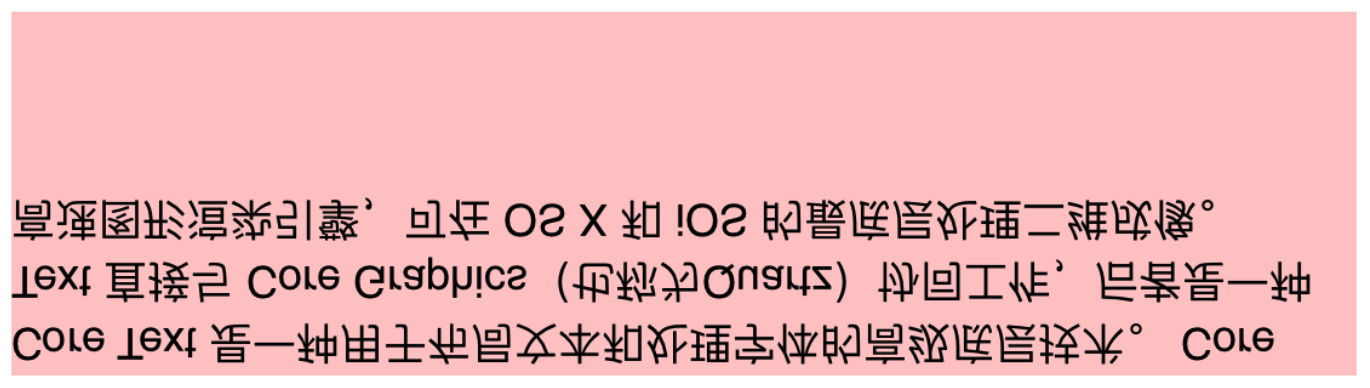 Core Text 是一种用于布局文本和处理字体的高级底层技术。 Core
Text 直接与 Core Graphics（也称为Quartz）协同工作，后者是一种
高速图形渲染引擎，可在 OS X 和 iOS 的最底层处理二维成像。